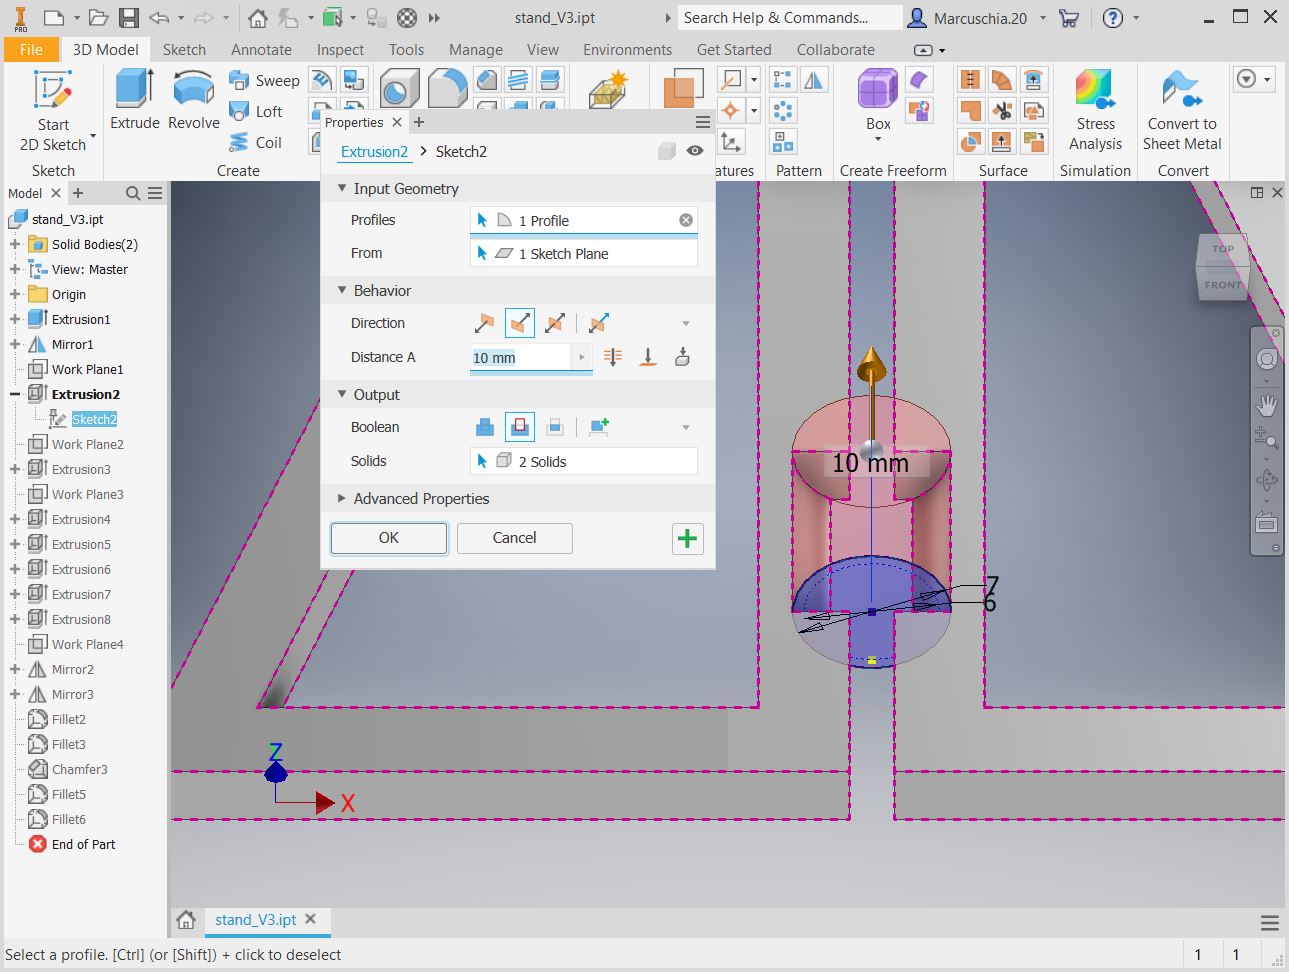 PRO
stand_V3.ipt
Search Help & Commands...
Marcuschia.20
File
3D Model
Sketch
Annotate
Inspect
Tools
Manage
View
Environments
Get Started
Collaborate
Start
2D Sketch
Extrude
Revolve
Sweep
Loft
Coil
Box
Stress
Analysis
Convert to
Sheet Metal
Sketch
Create
atures
Pattern
Create Freeform
Surface
Simulation
Convert
Model
stand_V3.ipt
Solid Bodies(2)
View: Master
Origin
Extrusion1
Mirror1
Work Plane1
Extrusion2
Sketch2
Work Plane2
Extrusion3
Work Plane3
Extrusion4
Extrusion5
Extrusion6
Extrusion7
Extrusion8
Work Plane4
Mirror2
Mirror3
Fillet2
Fillet3
Chamfer3
Fillet5
Fillet6
End of Part
Properties
Extrusion2 > Sketch2
Input Geometry
Profiles
1 Profile
From
1 Sketch Plane
Behavior
Direction
Distance A
10 mm
Output
Boolean
Solids
2 Solids
Advanced Properties
OK
Cancel
TOP
FRONT
10 mm
7
6
Z
X
stand_V3.ipt
Select a profile. [Ctrl] (or [Shift]) + click to deselect
1
1